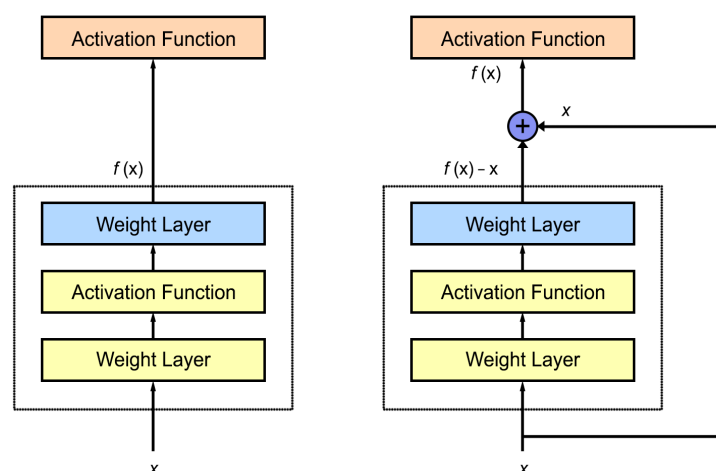 Activation Function
f (x)
Weight Layer
Activation Function
Weight Layer
x
Activation Function
f (x)
+
x
f (x) – x
Weight Layer
Activation Function
Weight Layer
x